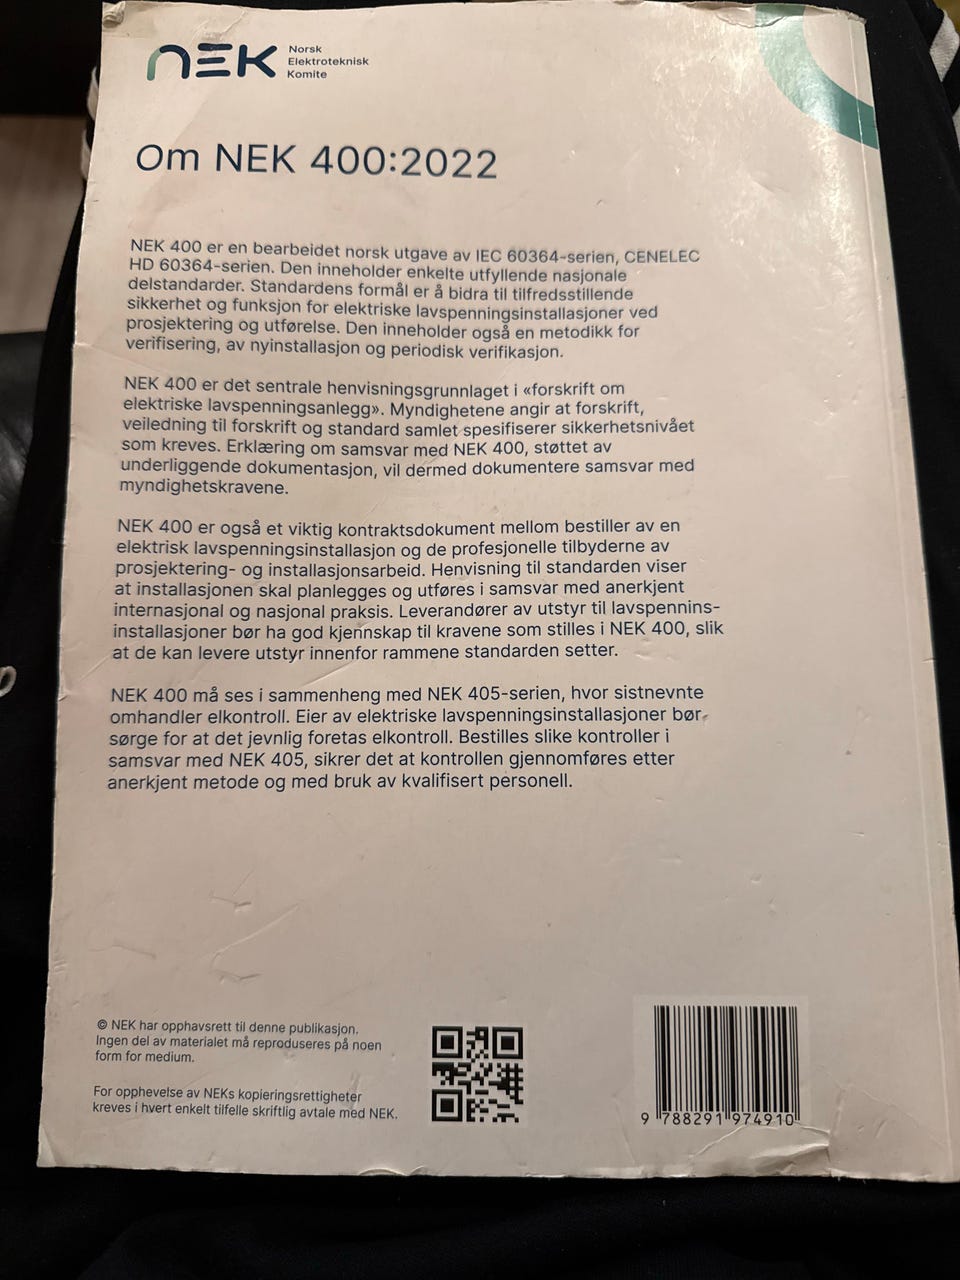 NEK
Norsk
Elektroteknisk
Komite
Om NEK 400:2022
NEK 400 er en bearbeidet norsk utgave av IEC 60364-serien, CENELEC
HD 60364-serien. Den inneholder enkelte utfyllende nasjonale
delstandarder. Standardens formål er å bidra til tilfredsstillende
sikkerhet og funksjon for elektriske lavspenningsinstallasjoner ved
prosjektering og utførelse. Den inneholder også en metodikk for
verifisering, av nyinstallasjon og periodisk verifikasjon.
NEK 400 er det sentrale henvisningsgrunnlaget i «forskrift om
elektriske lavspenningsanlegg». Myndighetene angir at forskrift,
veiledning til forskrift og standard samlet spesifiserer sikkerhetsnivået
som kreves. Erklæring om samsvar med NEK 400, støttet av
underliggende dokumentasjon, vil dermed dokumentere samsvar med
myndighetskravene.
NEK 400 er også et viktig kontraktsdokument mellom bestiller av en
elektrisk lavspenningsinstallasjon og de profesjonelle tilbyderne av
prosjektering- og installasjonsarbeid. Henvisning til standarden viser
at installasjonen skal planlegges og utføres i samsvar med anerkjent
internasjonal og nasjonal praksis. Leverandører av utstyr til lavspennins-
installasjoner bør ha god kjennskap til kravene som stilles i NEK 400, slik
at de kan levere utstyr innenfor rammene standarden setter.
NEK 400 må ses i sammenheng med NEK 405-serien, hvor sistnevnte
omhandler elkontroll. Eier av elektriske lavspenningsinstallasjoner bør
sørge for at det jevnlig foretas elkontroll. Bestilles slike kontroller i
samsvar med NEK 405, sikrer det at kontrollen gjennomføres etter
anerkjent metode og med bruk av kvalifisert personell.
© NEK har opphavsrett til denne publikasjon.
Ingen del av materialet må reproduseres på noen
form for medium.
For opphevelse av NEKs kopieringsrettigheter
kreves i hvert enkelt tilfelle skriftlig avtale med NEK.
9 788291 974910